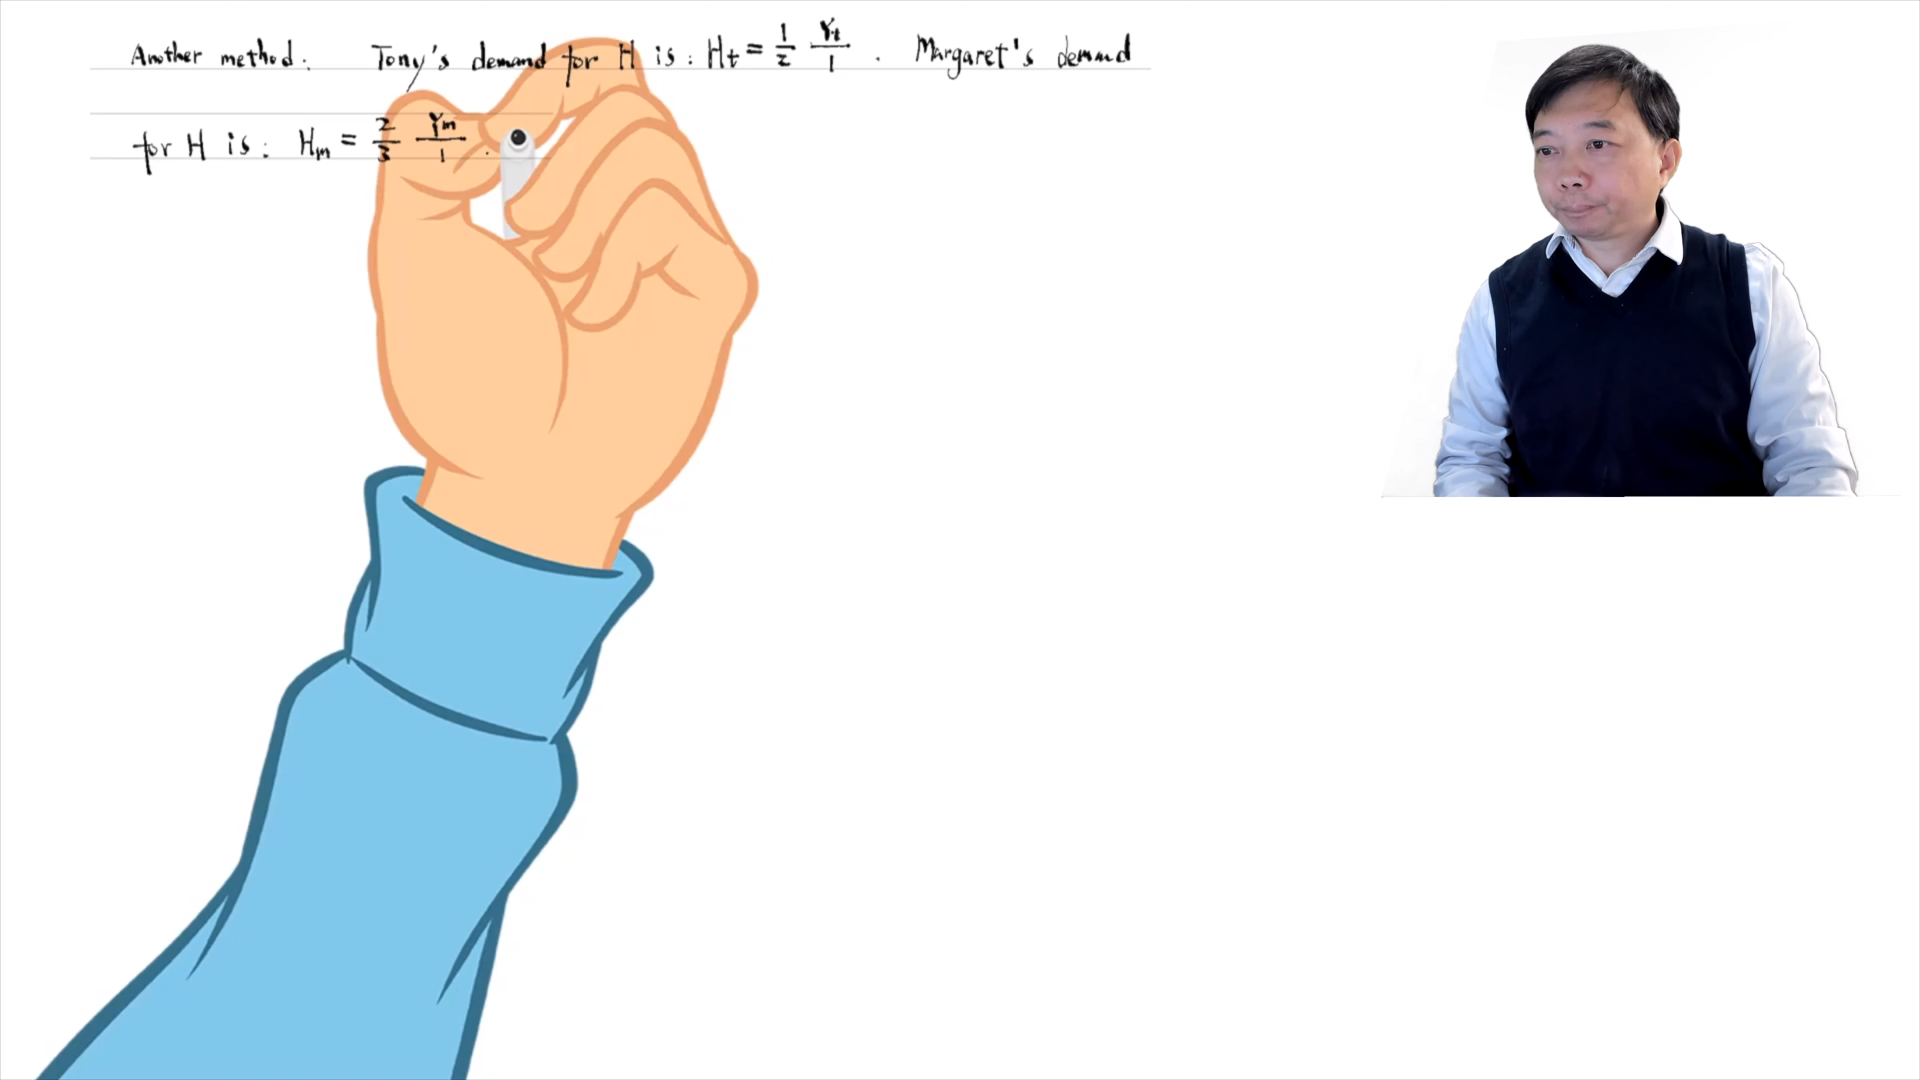 Another method: Tony's demand for H is: Ht = 1/2 Yt/1 . Margaret's demand
for H is: Hm = 2/3 Ym/1 .